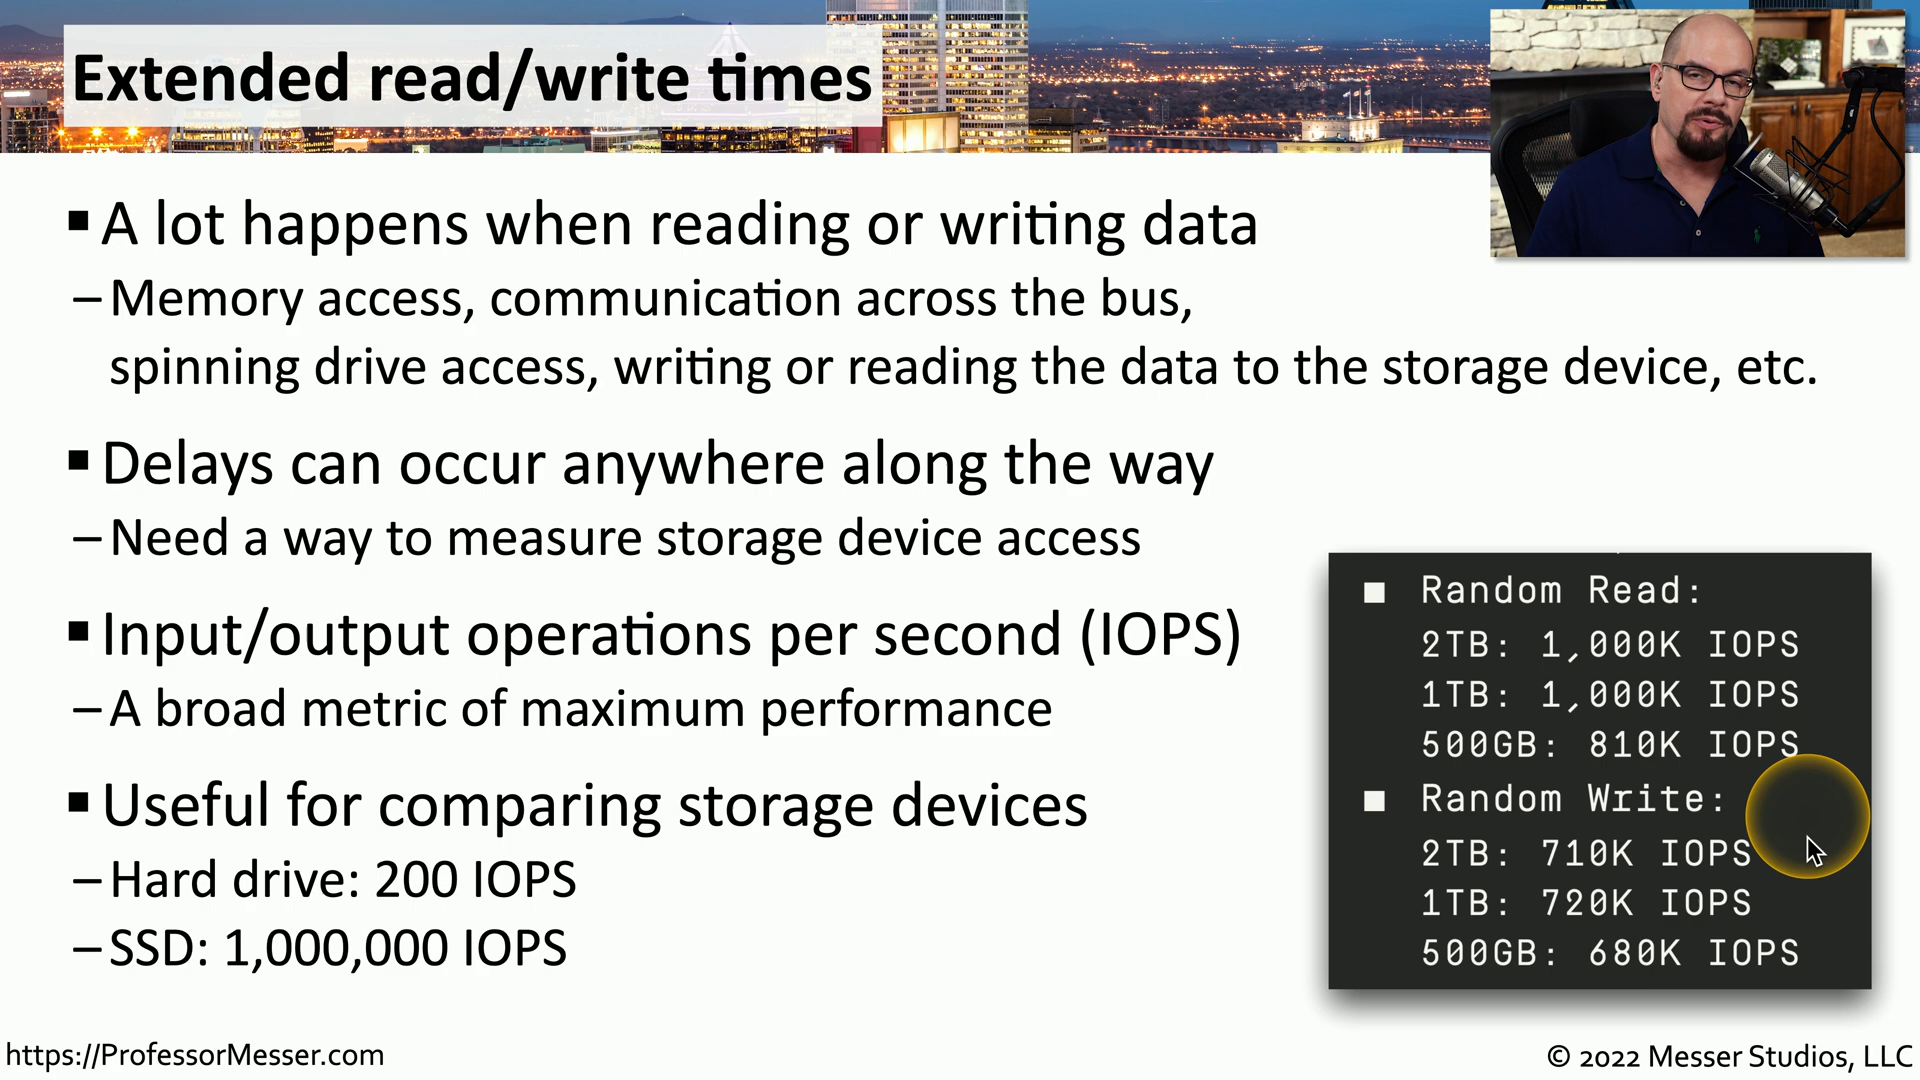 Extended read/write times
▪ A lot happens when reading or writing data
– Memory access, communication across the bus,
spinning drive access, writing or reading the data to the storage device, etc.
▪ Delays can occur anywhere along the way
– Need a way to measure storage device access
▪ Input/output operations per second (IOPS)
– A broad metric of maximum performance
▪ Useful for comparing storage devices
– Hard drive: 200 IOPS
– SSD: 1,000,000 IOPS
■ Random Read:
2TB: 1,000K IOPS
1TB: 1,000K IOPS
500GB: 810K IOPS
■ Random Write:
2TB: 710K IOPS
1TB: 720K IOPS
500GB: 680K IOPS
https://ProfessorMesser.com
© 2022 Messer Studios, LLC